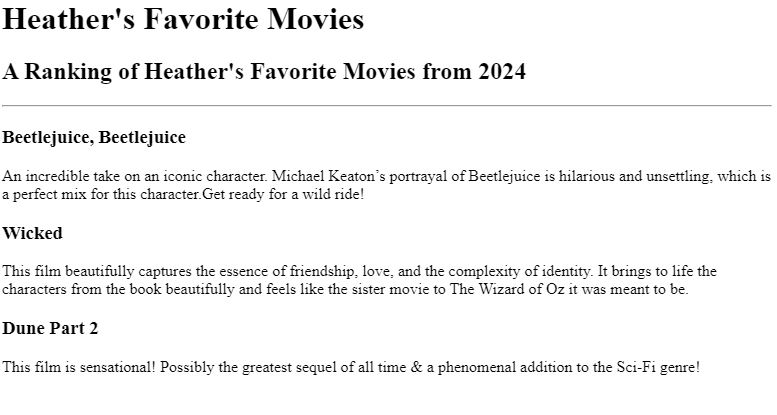 Heather's Favorite Movies
A Ranking of Heather's Favorite Movies from 2024
Beetlejuice, Beetlejuice
An incredible take on an iconic character. Michael Keaton’s portrayal of Beetlejuice is hilarious and unsettling, which is
a perfect mix for this character.Get ready for a wild ride!
Wicked
This film beautifully captures the essence of friendship, love, and the complexity of identity. It brings to life the
characters from the book beautifully and feels like the sister movie to The Wizard of Oz it was meant to be.
Dune Part 2
This film is sensational! Possibly the greatest sequel of all time & a phenomenal addition to the Sci-Fi genre!